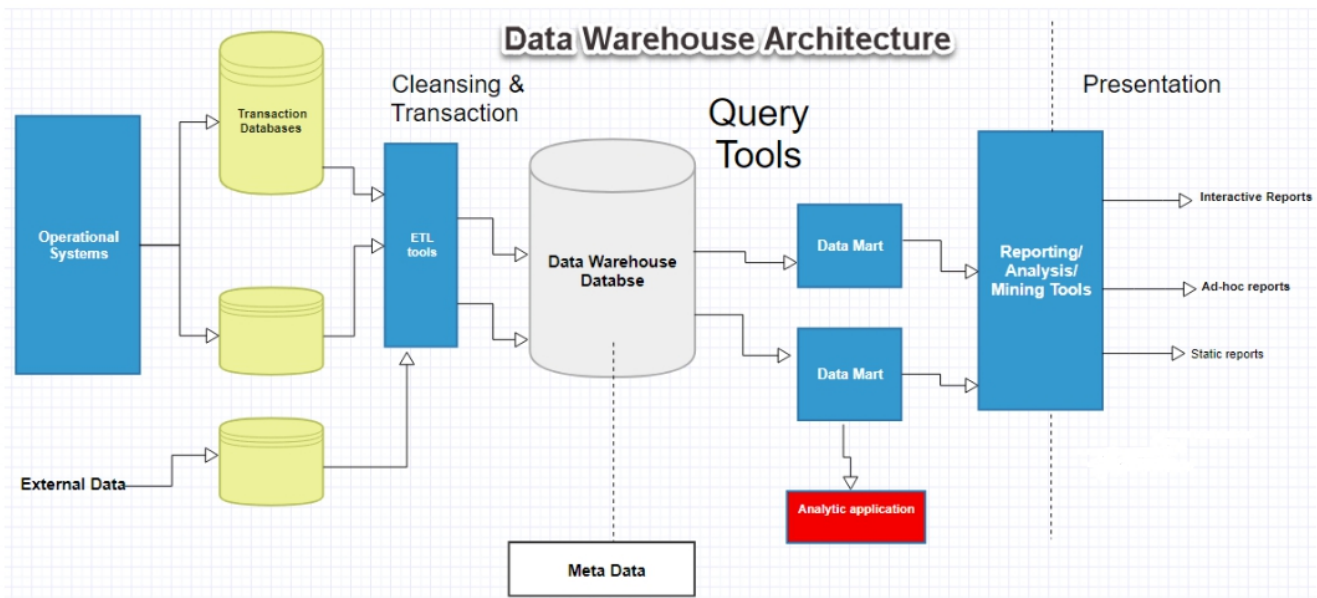 Data Warehouse Architecture
Cleansing &
Transaction
Query
Tools
Presentation
Transaction
Databases
Operational
Systems
ETL
tools
Data Warehouse
Databse
Data Mart
Data Mart
Reporting/
Analysis/
Mining Tools
Interactive Reports
Ad-hoc reports
Static reports
External Data
Analytic application
Meta Data